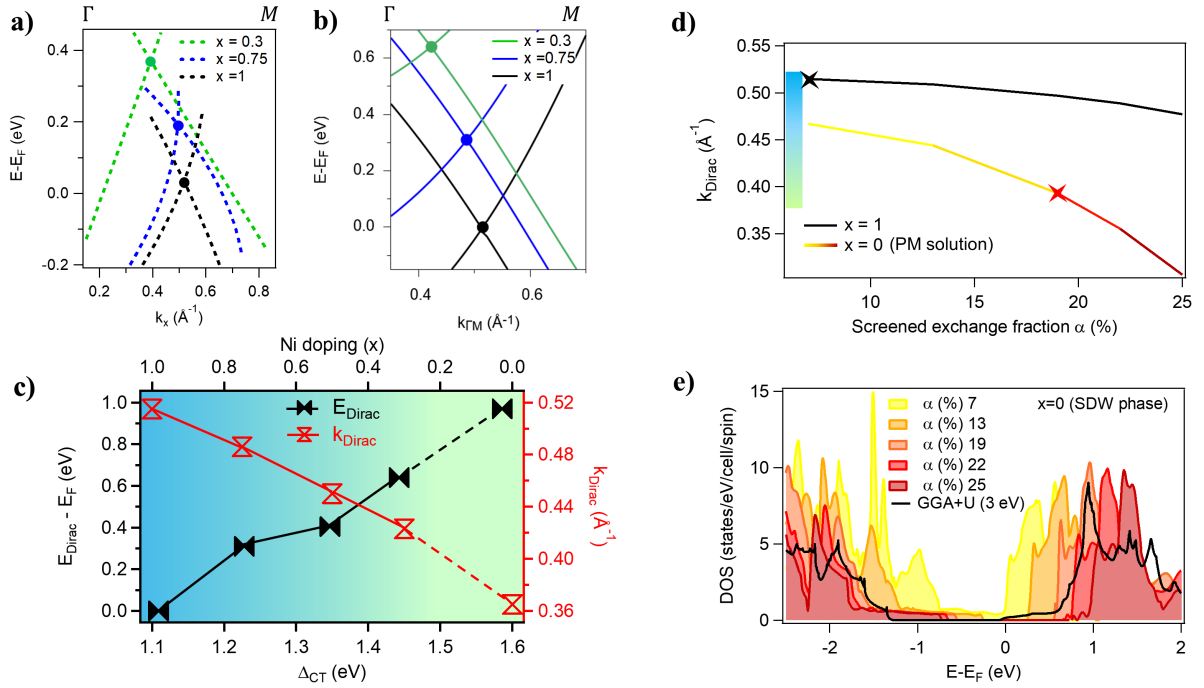 a)
Γ M
x = 0.3
x =0.75
x =1
0.4
0.2
0.0
-0.2
E-E_F (eV)
0.2 0.4 0.6 0.8
k_x (Å⁻¹)
b)
Γ M
x = 0.3
x =0.75
x =1
0.6
0.4
0.2
0.0
E-E_F (eV)
0.4 0.6
k_ΓM (Å-¹)
c)
Ni doping (x)
1.0 0.8 0.6 0.4 0.2 0.0
E_Dirac
k_Dirac
1.0
0.8
0.6
0.4
0.2
0.0
E_Dirac - E_F (eV)
0.52
0.48
0.44
0.40
0.36
k_Dirac (Å⁻¹)
1.1 1.2 1.3 1.4 1.5 1.6
Δ_CT (eV)
d)
0.55
0.50
0.45
0.40
0.35
k_Dirac (Å⁻¹)
x = 1
x = 0 (PM solution)
10 15 20 25
Screened exchange fraction α (%)
e)
15
10
5
0
DOS (states/eV/cell/spin)
α (%) 7
α (%) 13
α (%) 19
α (%) 22
α (%) 25
GGA+U (3 eV)
x=0 (SDW phase)
-2 -1 0 1 2
E-E_F (eV)